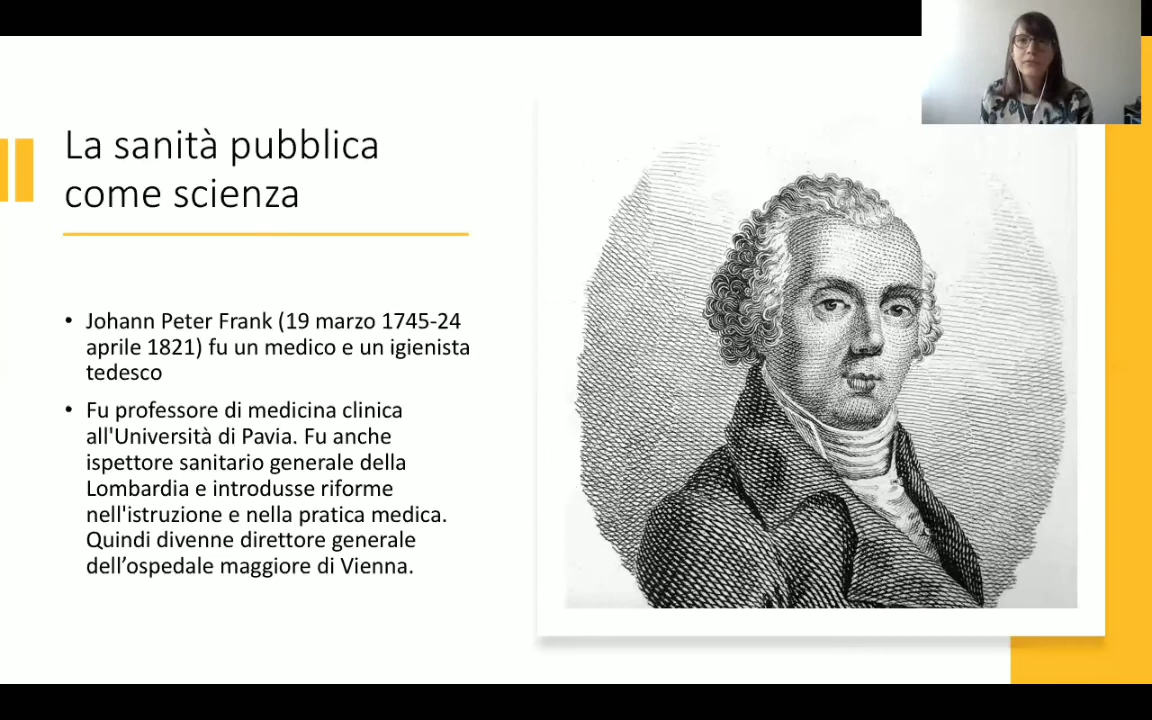 La sanità pubblica
come scienza
• Johann Peter Frank (19 marzo 1745-24
aprile 1821) fu un medico e un igienista
tedesco
• Fu professore di medicina clinica
all'Università di Pavia. Fu anche
ispettore sanitario generale della
Lombardia e introdusse riforme
nell'istruzione e nella pratica medica.
Quindi divenne direttore generale
dell’ospedale maggiore di Vienna.